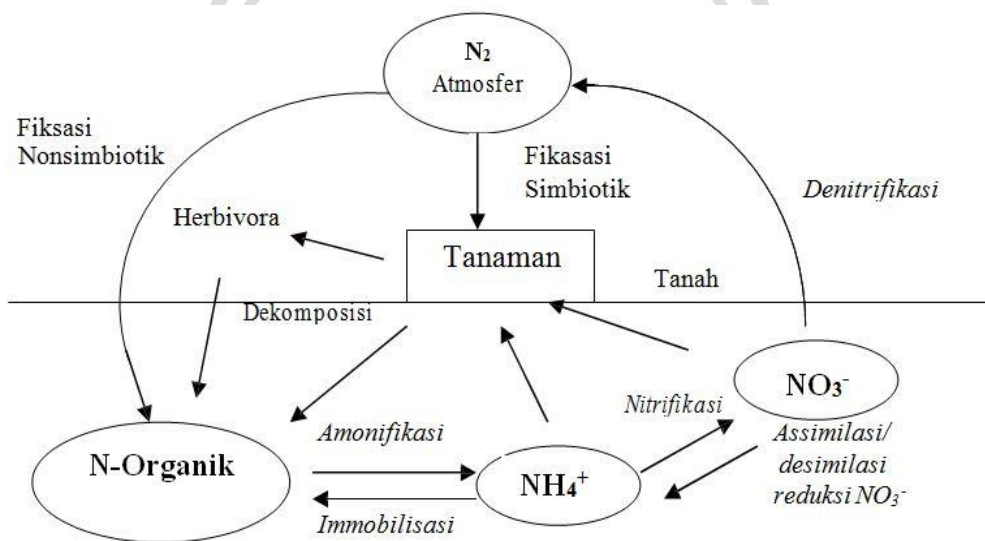 N₂
Atmosfer
Fiksasi
Nonsimbiotik
Fikasasi
Simbiotik
Denitrifikasi
Herbivora
Tanaman
Tanah
Dekomposisi
NO₃⁻
Nitrifikasi
Amonifikasi
Assimilasi/
desimilasi
reduksi NO₃⁻
N-Organik
NH₄⁺
Immobilisasi